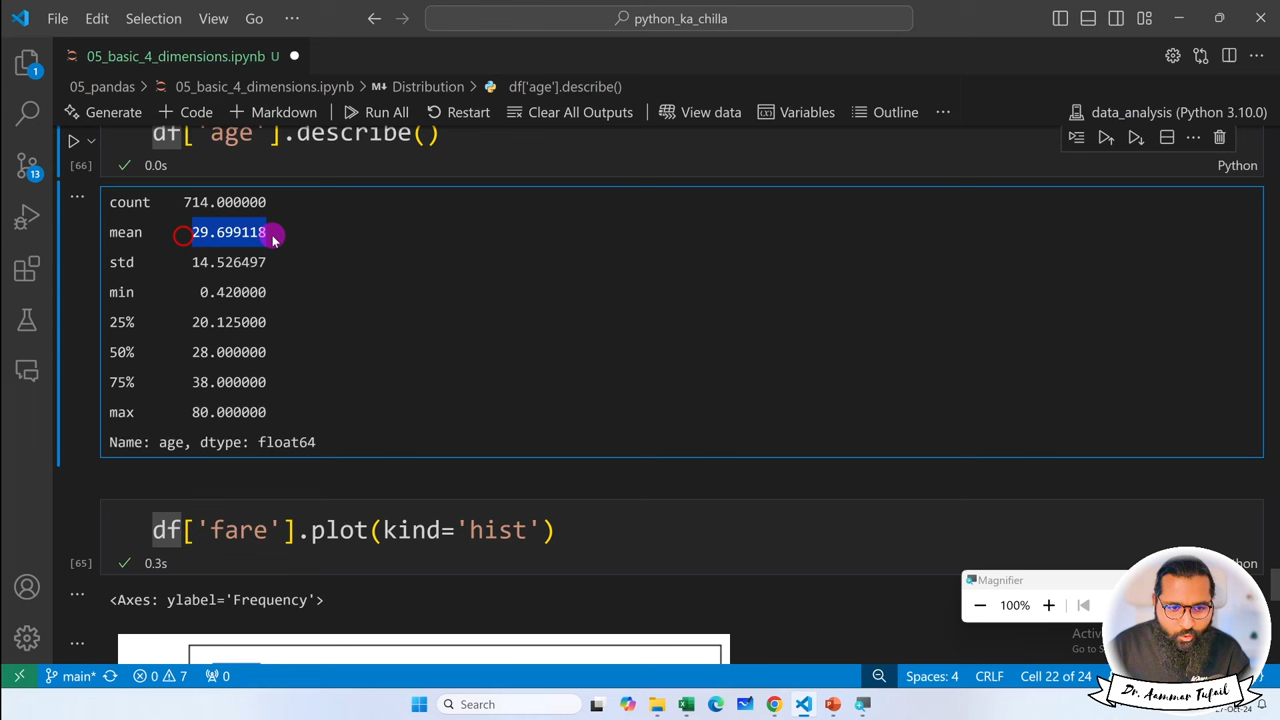 File Edit Selection View Go ··· python_ka_chilla
05_basic_4_dimensions.ipynb U
05_pandas > 05_basic_4_dimensions.ipynb > M↓ Distribution > df['age'].describe()
Generate + Code + Markdown Run All Restart Clear All Outputs View data Variables Outline ··· data_analysis (Python 3.10.0)
df['age'].describe()
[66] 0.0s Python
count 714.000000
mean 29.699118
std 14.526497
min 0.420000
25% 20.125000
50% 28.000000
75% 38.000000
max 80.000000
Name: age, dtype: float64
df['fare'].plot(kind='hist')
[65] 0.3s
<Axes: ylabel='Frequency'>
1
13
Magnifier
100%
main* 0 7 0 Spaces: 4 CRLF Cell 22 of 24
Search
Dr. Aammar Tufail
27-Oct-24